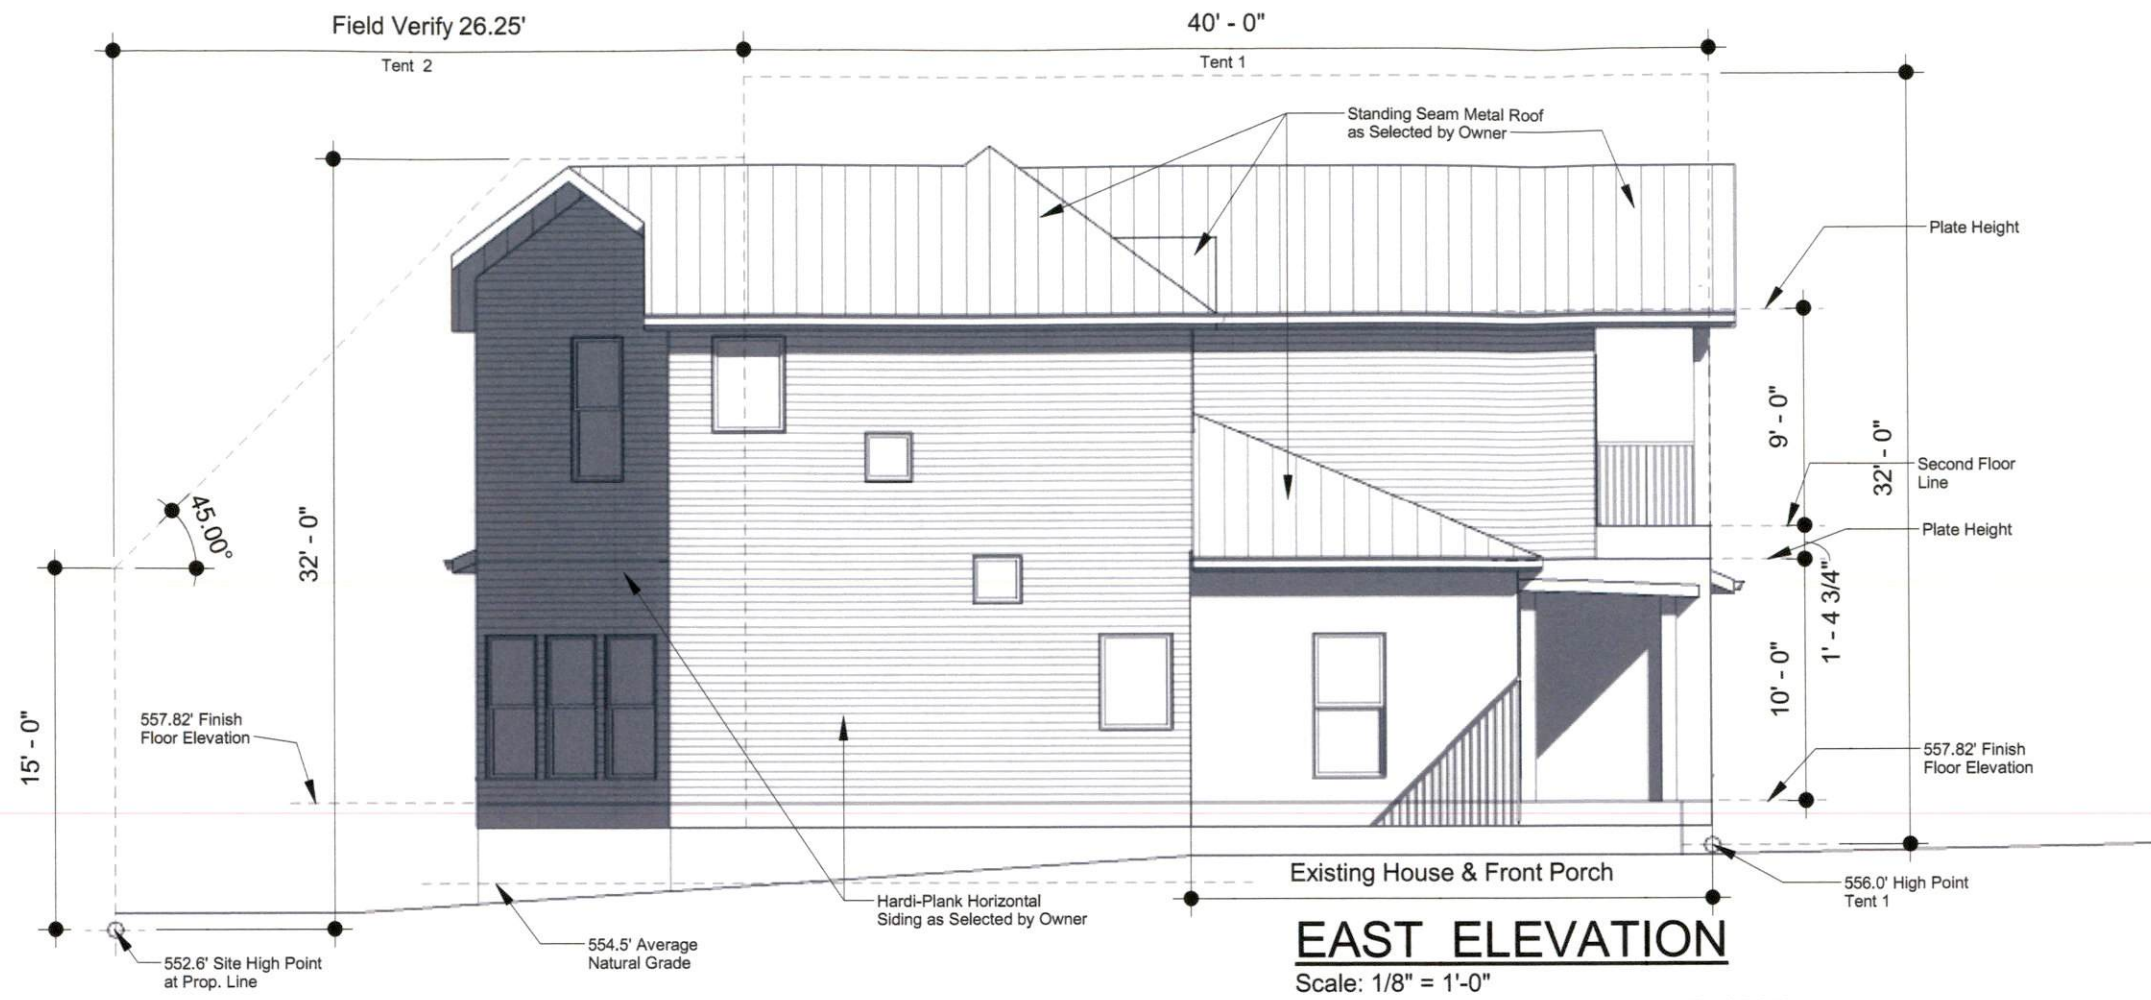 Field Verify 26.25'
40' - 0"
Tent 2
Tent 1
Standing Seam Metal Roof
as Selected by Owner
Plate Height
9' - 0"
32' - 0"
Second Floor
Line
45.00°
32' - 0"
Plate Height
1' - 4 3/4"
10' - 0"
15' - 0"
557.82' Finish
Floor Elevation
557.82' Finish
Floor Elevation
Existing House & Front Porch
556.0' High Point
Tent 1
Hardi-Plank Horizontal
Siding as Selected by Owner
554.5' Average
Natural Grade
552.6' Site High Point
at Prop. Line
EAST ELEVATION
Scale: 1/8" = 1'-0"